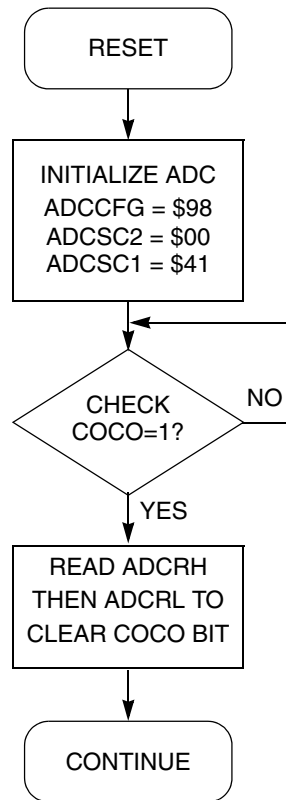 RESET
INITIALIZE ADC
ADCCFG = $98
ADCSC2 = $00
ADCSC1 = $41
CHECK
COCO=1?
NO
YES
READ ADCRH
THEN ADCRL TO
CLEAR COCO BIT
CONTINUE